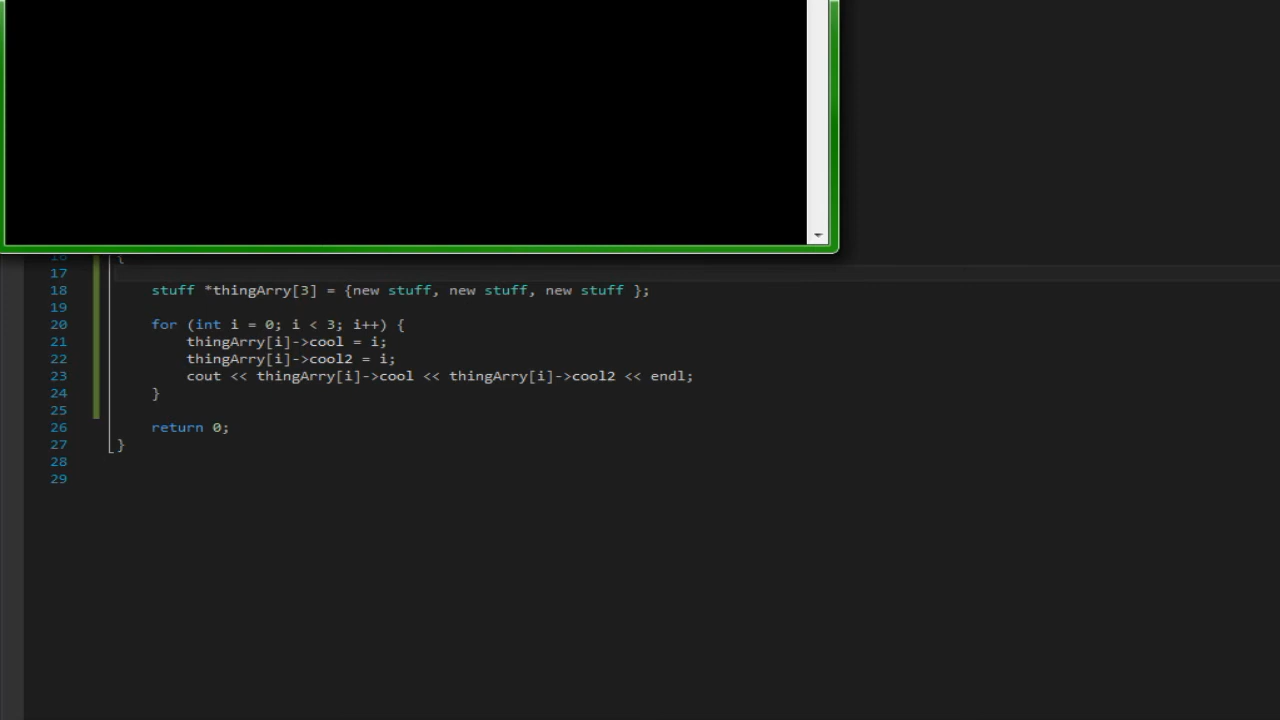 16 {
17
18 stuff *thingArry[3] = {new stuff, new stuff, new stuff };
19
20 for (int i = 0; i < 3; i++) {
21 thingArry[i]->cool = i;
22 thingArry[i]->cool2 = i;
23 cout << thingArry[i]->cool << thingArry[i]->cool2 << endl;
24 }
25
26 return 0;
27 }
28
29